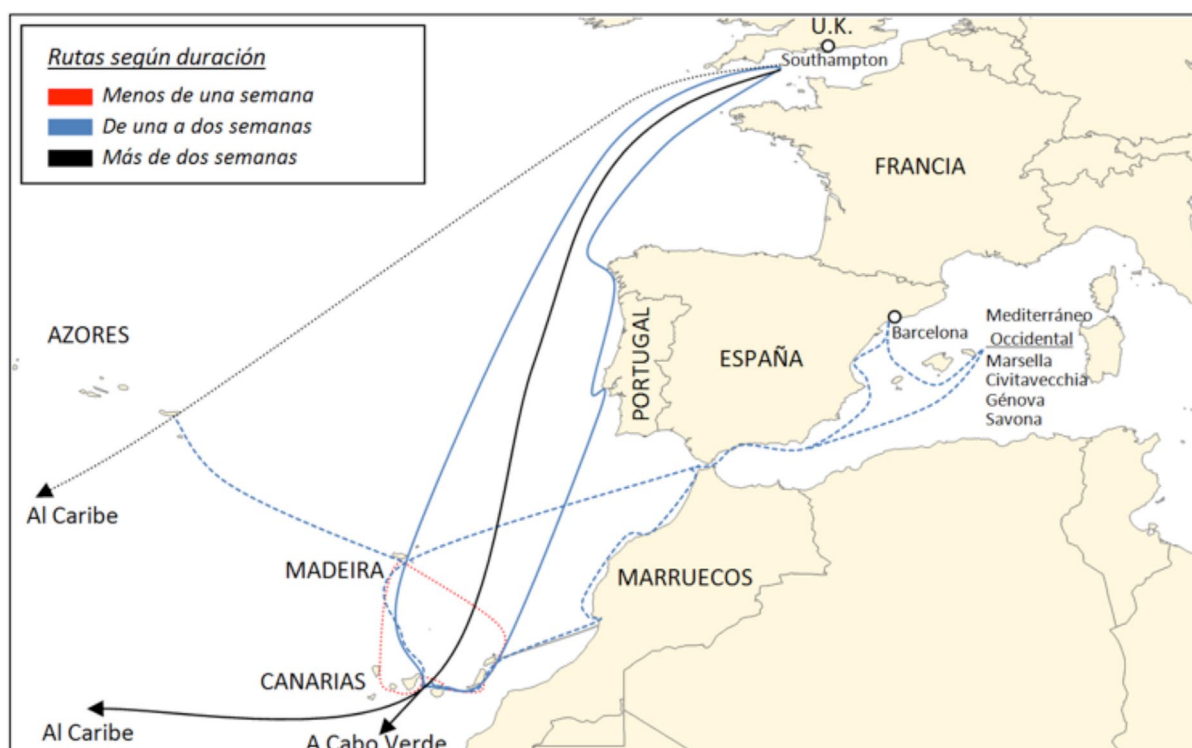 Rutas según duración
Menos de una semana
De una a dos semanas
Más de dos semanas
U.K.
Southampton
FRANCIA
AZORES
PORTUGAL
ESPAÑA
Barcelona
Mediterráneo
Occidental
Marsella
Civitavecchia
Génova
Savona
Al Caribe
MADEIRA
MARRUECOS
CANARIAS
Al Caribe
A Cabo Verde